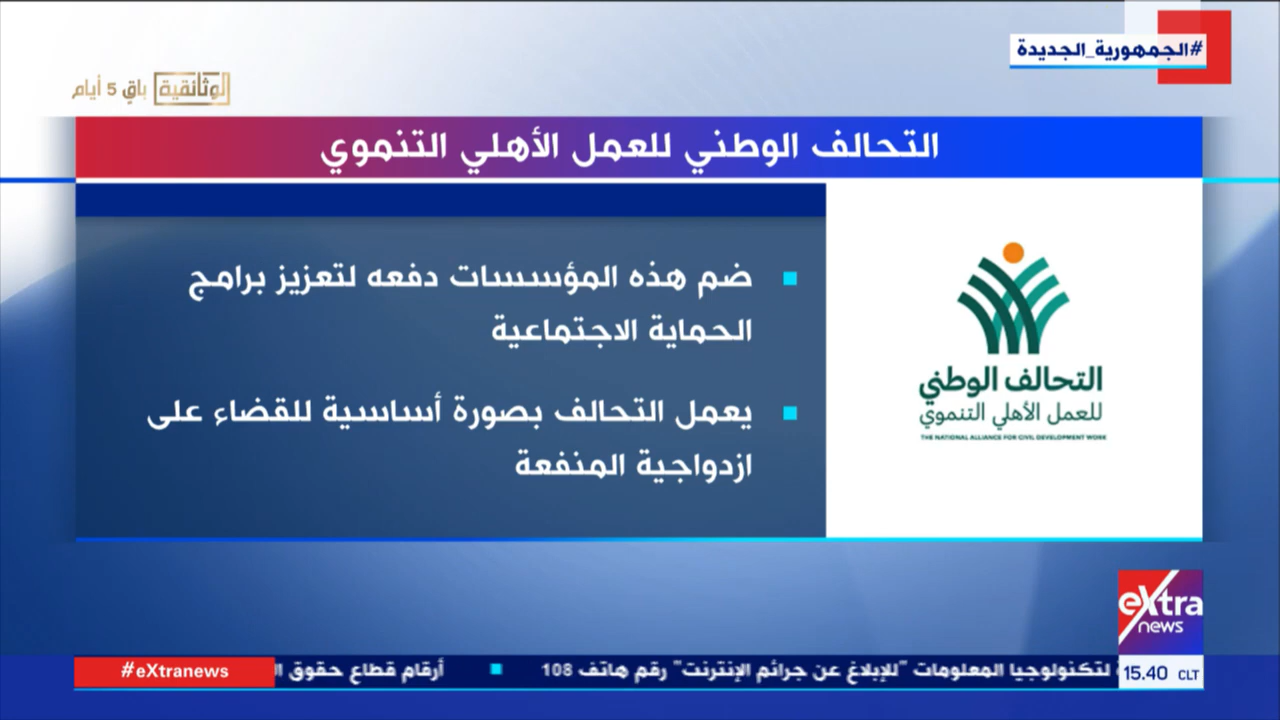 #الجمهورية_الجديدة
الوثائقية باقٍ 5 أيام
التحالف الوطني للعمل الأهلي التنموي
ضم هذه المؤسسات دفعه لتعزيز برامج
الحماية الاجتماعية
يعمل التحالف بصورة أساسية للقضاء على
ازدواجية المنفعة
التحالف الوطني
للعمل الأهلي التنموي
THE NATIONAL ALLIANCE FOR CIVIL DEVELOPMENT WORK
eXtra
news
لتكنولوجيا المعلومات "للإبلاغ عن جرائم الإنترنت" رقم هاتف 108 ▪ أرقام قطاع حقوق
#eXtranews
15.40 CLT